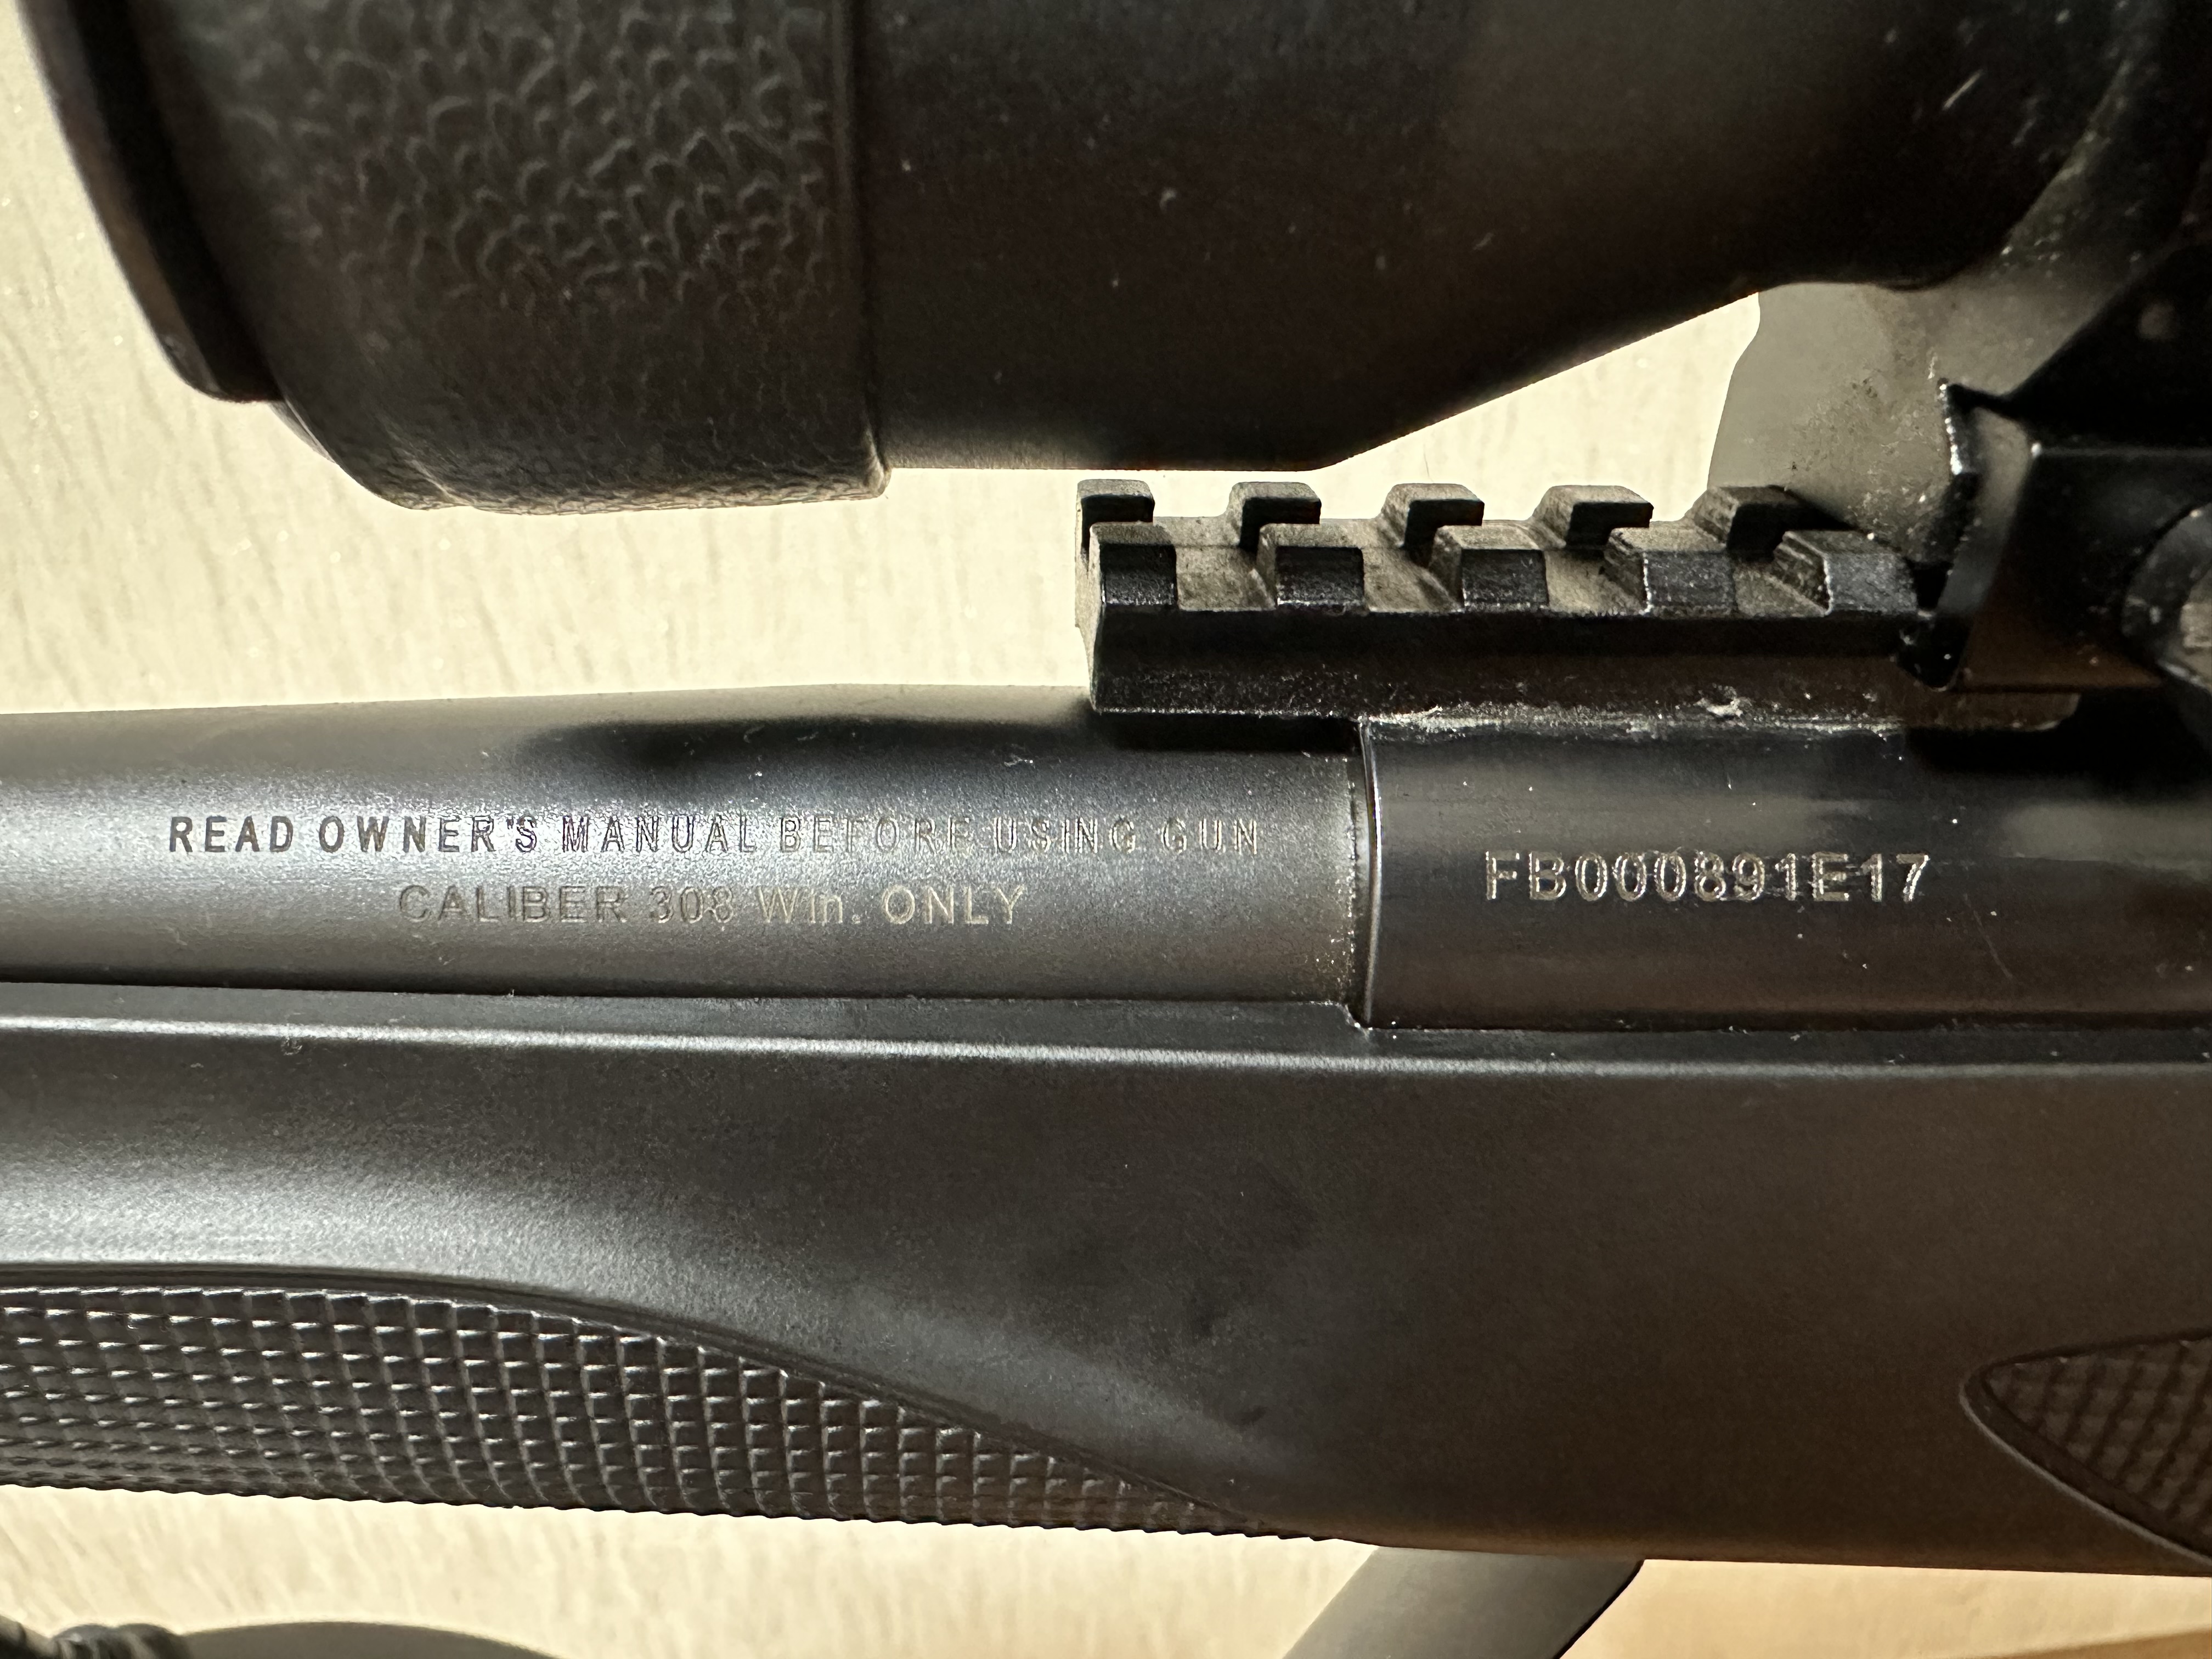 READ OWNER'S MANUAL BEFORE USING GUN
CALIBER 308 Win. ONLY
FB000891E17